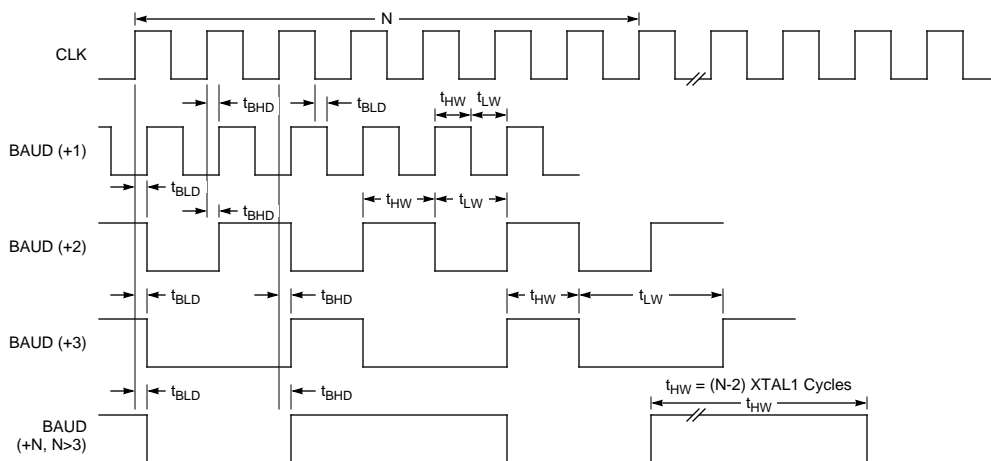 N
CLK
tBHD tBLD tHW tLW
BAUD (+1)
tBLD tBHD tHW tLW
BAUD (+2)
tBLD tBHD tHW tLW
BAUD (+3)
tBLD tBHD tHW = (N-2) XTAL1 Cycles
tHW
BAUD
(+N, N>3)